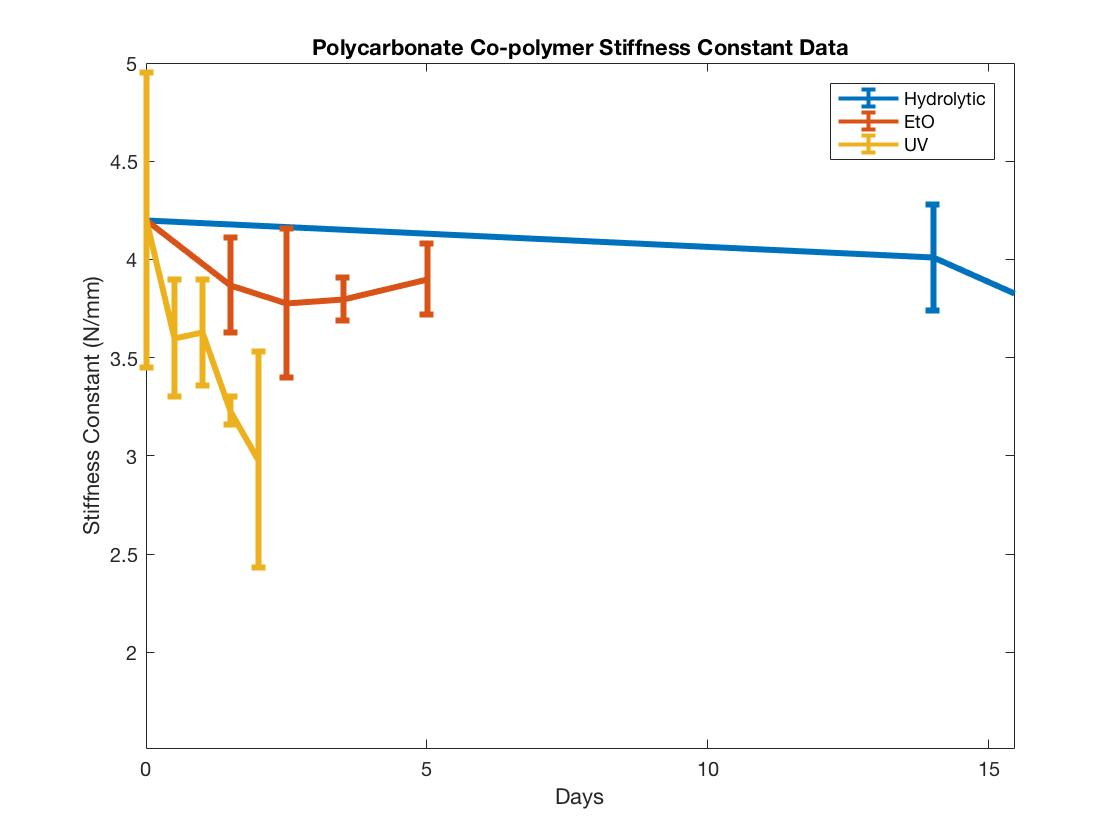 Polycarbonate Co-polymer Stiffness Constant Data
5
4.5
4
3.5
3
2.5
2
Stiffness Constant (N/mm)
Hydrolytic
EtO
UV
0
5
10
15
Days